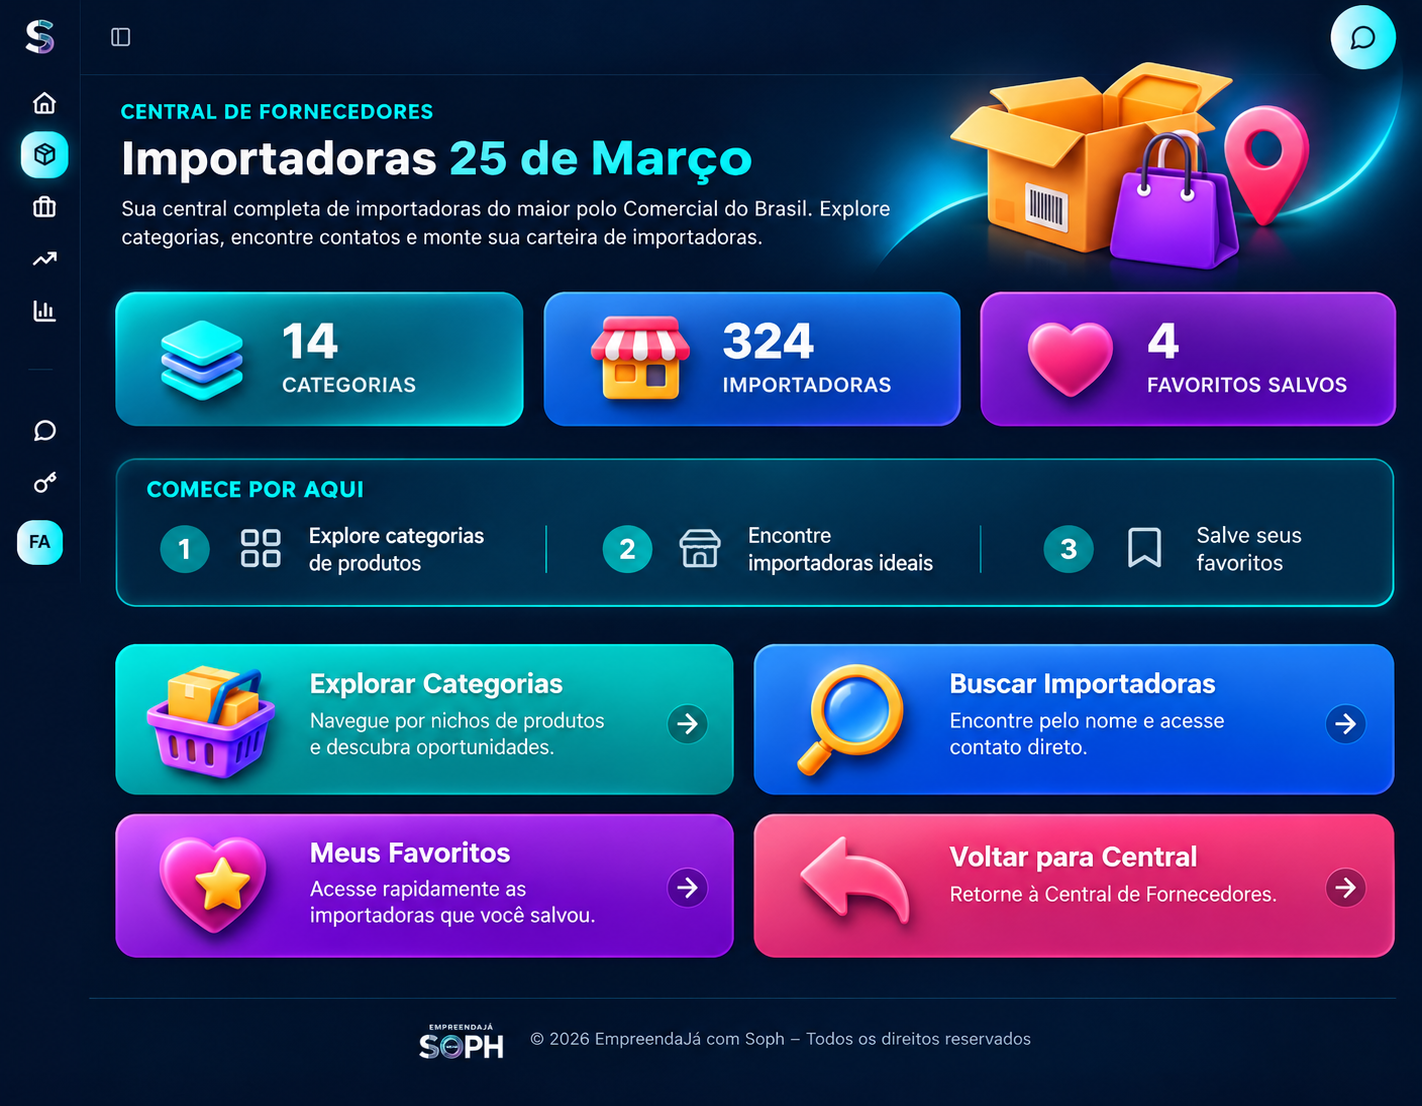 CENTRAL DE FORNECEDORES
Importadoras 25 de Março
Sua central completa de importadoras do maior polo Comercial do Brasil. Explore
categorias, encontre contatos e monte sua carteira de importadoras.
14
CATEGORIAS
324
IMPORTADORAS
4
FAVORITOS SALVOS
COMECE POR AQUI
1
Explore categorias
de produtos
2
Encontre
importadoras ideais
3
Salve seus
favoritos
FA
Explorar Categorias
Navegue por nichos de produtos
e descubra oportunidades.
Buscar Importadoras
Encontre pelo nome e acesse
contato direto.
Meus Favoritos
Acesse rapidamente as
importadoras que você salvou.
Voltar para Central
Retorne à Central de Fornecedores.
EMPREENDAJÁ
SOPH
© 2026 EmpreendaJá com Soph – Todos os direitos reservados